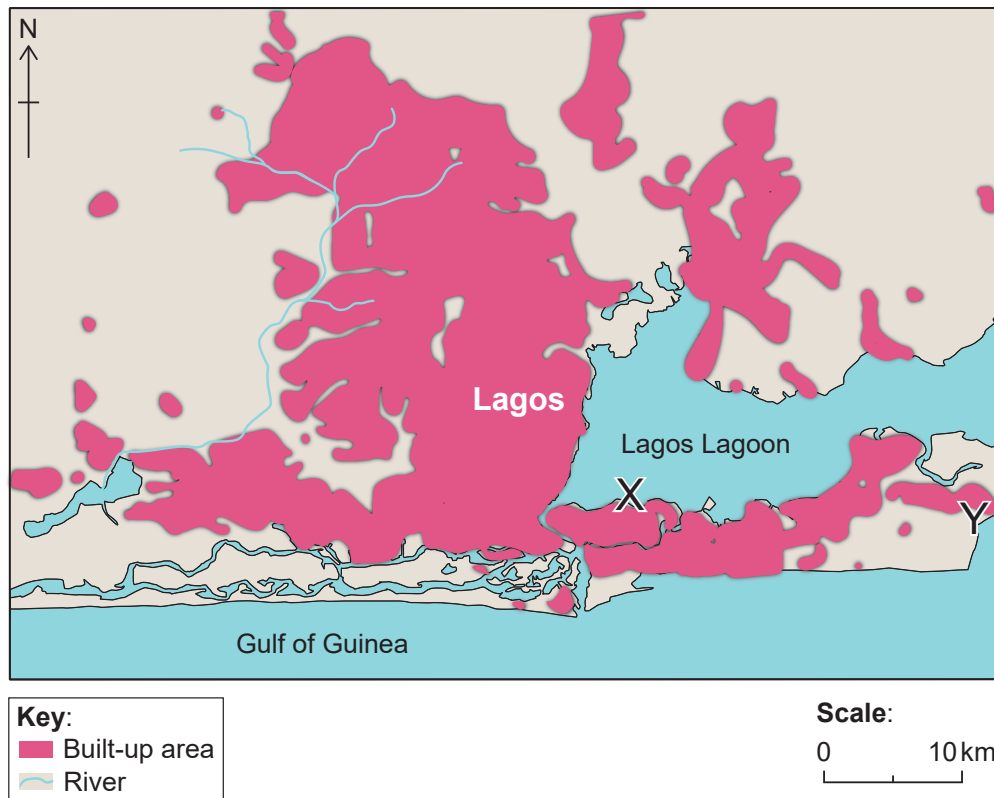 N
Lagos
Lagos Lagoon
X
Y
Gulf of Guinea
Key:
Built-up area
River
Scale:
0 10 km